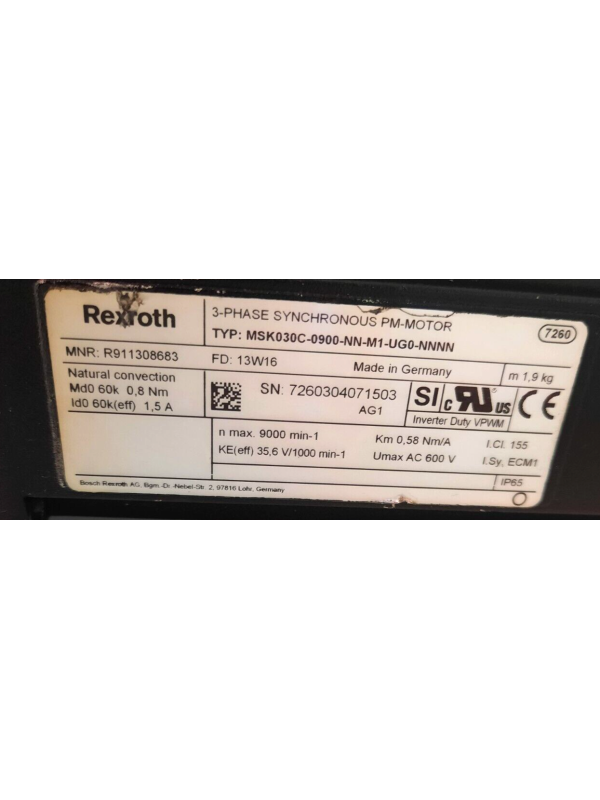 Rexroth
3-PHASE SYNCHRONOUS PM-MOTOR
TYP: MSK030C-0900-NN-M1-UG0-NNNN
7260
MNR: R911308683
FD: 13W16
Made in Germany
m 1,9 kg
Natural convection
Md0 60k 0,8 Nm
Id0 60k(eff) 1,5 A
SN: 7260304071503
AG1
SI c RU US CE
Inverter Duty VPWM
n max. 9000 min-1
Km 0,58 Nm/A
I.Cl. 155
KE(eff) 35,6 V/1000 min-1
Umax AC 600 V
I.Sy. ECM1
IP65
Bosch Rexroth AG, Bgm.-Dr.-Nebel-Str. 2, 97816 Lohr, Germany